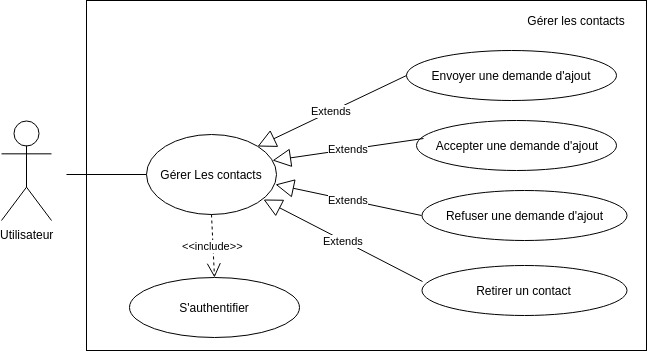 Gérer les contacts
Envoyer une demande d'ajout
Extends
Accepter une demande d'ajout
Extends
Gérer Les contacts
Extends
Refuser une demande d'ajout
Utilisateur
Extends
<<include>>
Retirer un contact
S'authentifier